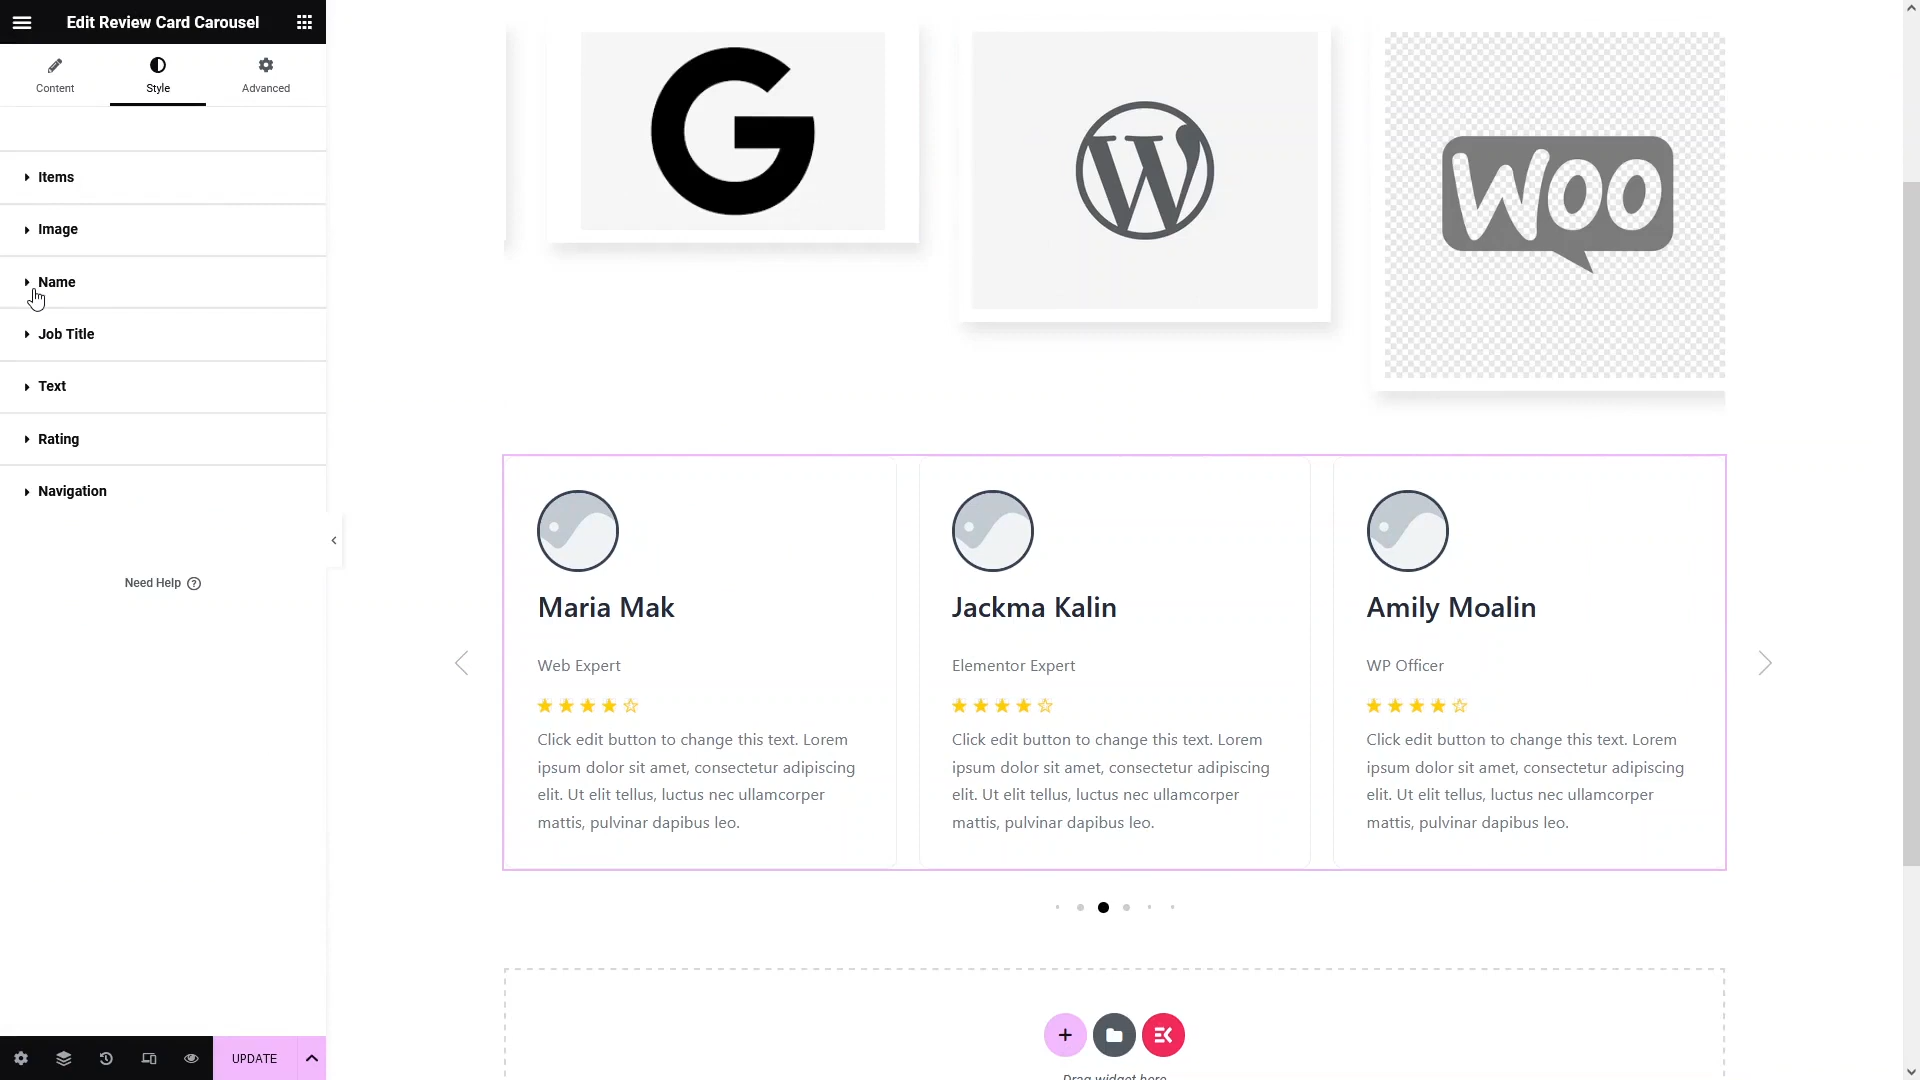 Edit Review Card Carousel
Content
Style
Advanced
Items
Image
Name
Job Title
Text
Rating
Navigation
Need Help
UPDATE
G
W
WOO
Maria Mak
Web Expert
Click edit button to change this text. Lorem
ipsum dolor sit amet, consectetur adipiscing
elit. Ut elit tellus, luctus nec ullamcorper
mattis, pulvinar dapibus leo.
Jackma Kalin
Elementor Expert
Click edit button to change this text. Lorem
ipsum dolor sit amet, consectetur adipiscing
elit. Ut elit tellus, luctus nec ullamcorper
mattis, pulvinar dapibus leo.
Amily Moalin
WP Officer
Click edit button to change this text. Lorem
ipsum dolor sit amet, consectetur adipiscing
elit. Ut elit tellus, luctus nec ullamcorper
mattis, pulvinar dapibus leo.
Drag widget here